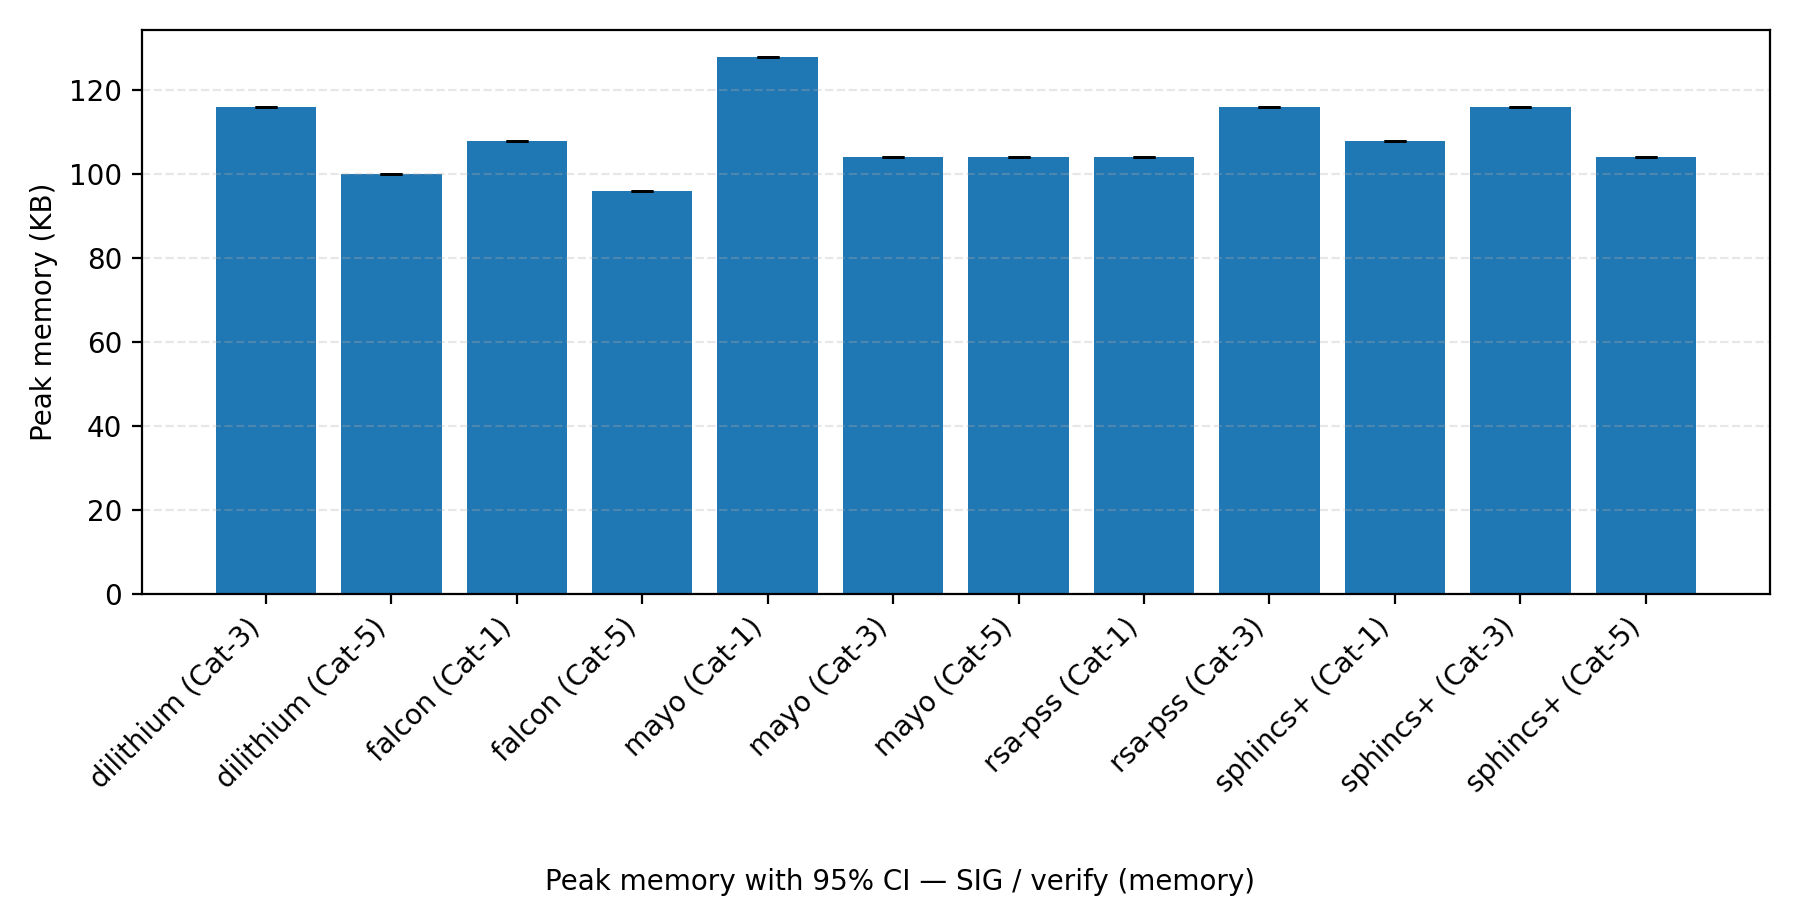 Peak memory (KB)
120
100
80
60
40
20
0
dilithium (Cat-3)
dilithium (Cat-5)
falcon (Cat-1)
falcon (Cat-5)
mayo (Cat-1)
mayo (Cat-3)
mayo (Cat-5)
rsa-pss (Cat-1)
rsa-pss (Cat-3)
sphincs+ (Cat-1)
sphincs+ (Cat-3)
sphincs+ (Cat-5)
Peak memory with 95% CI — SIG / verify (memory)